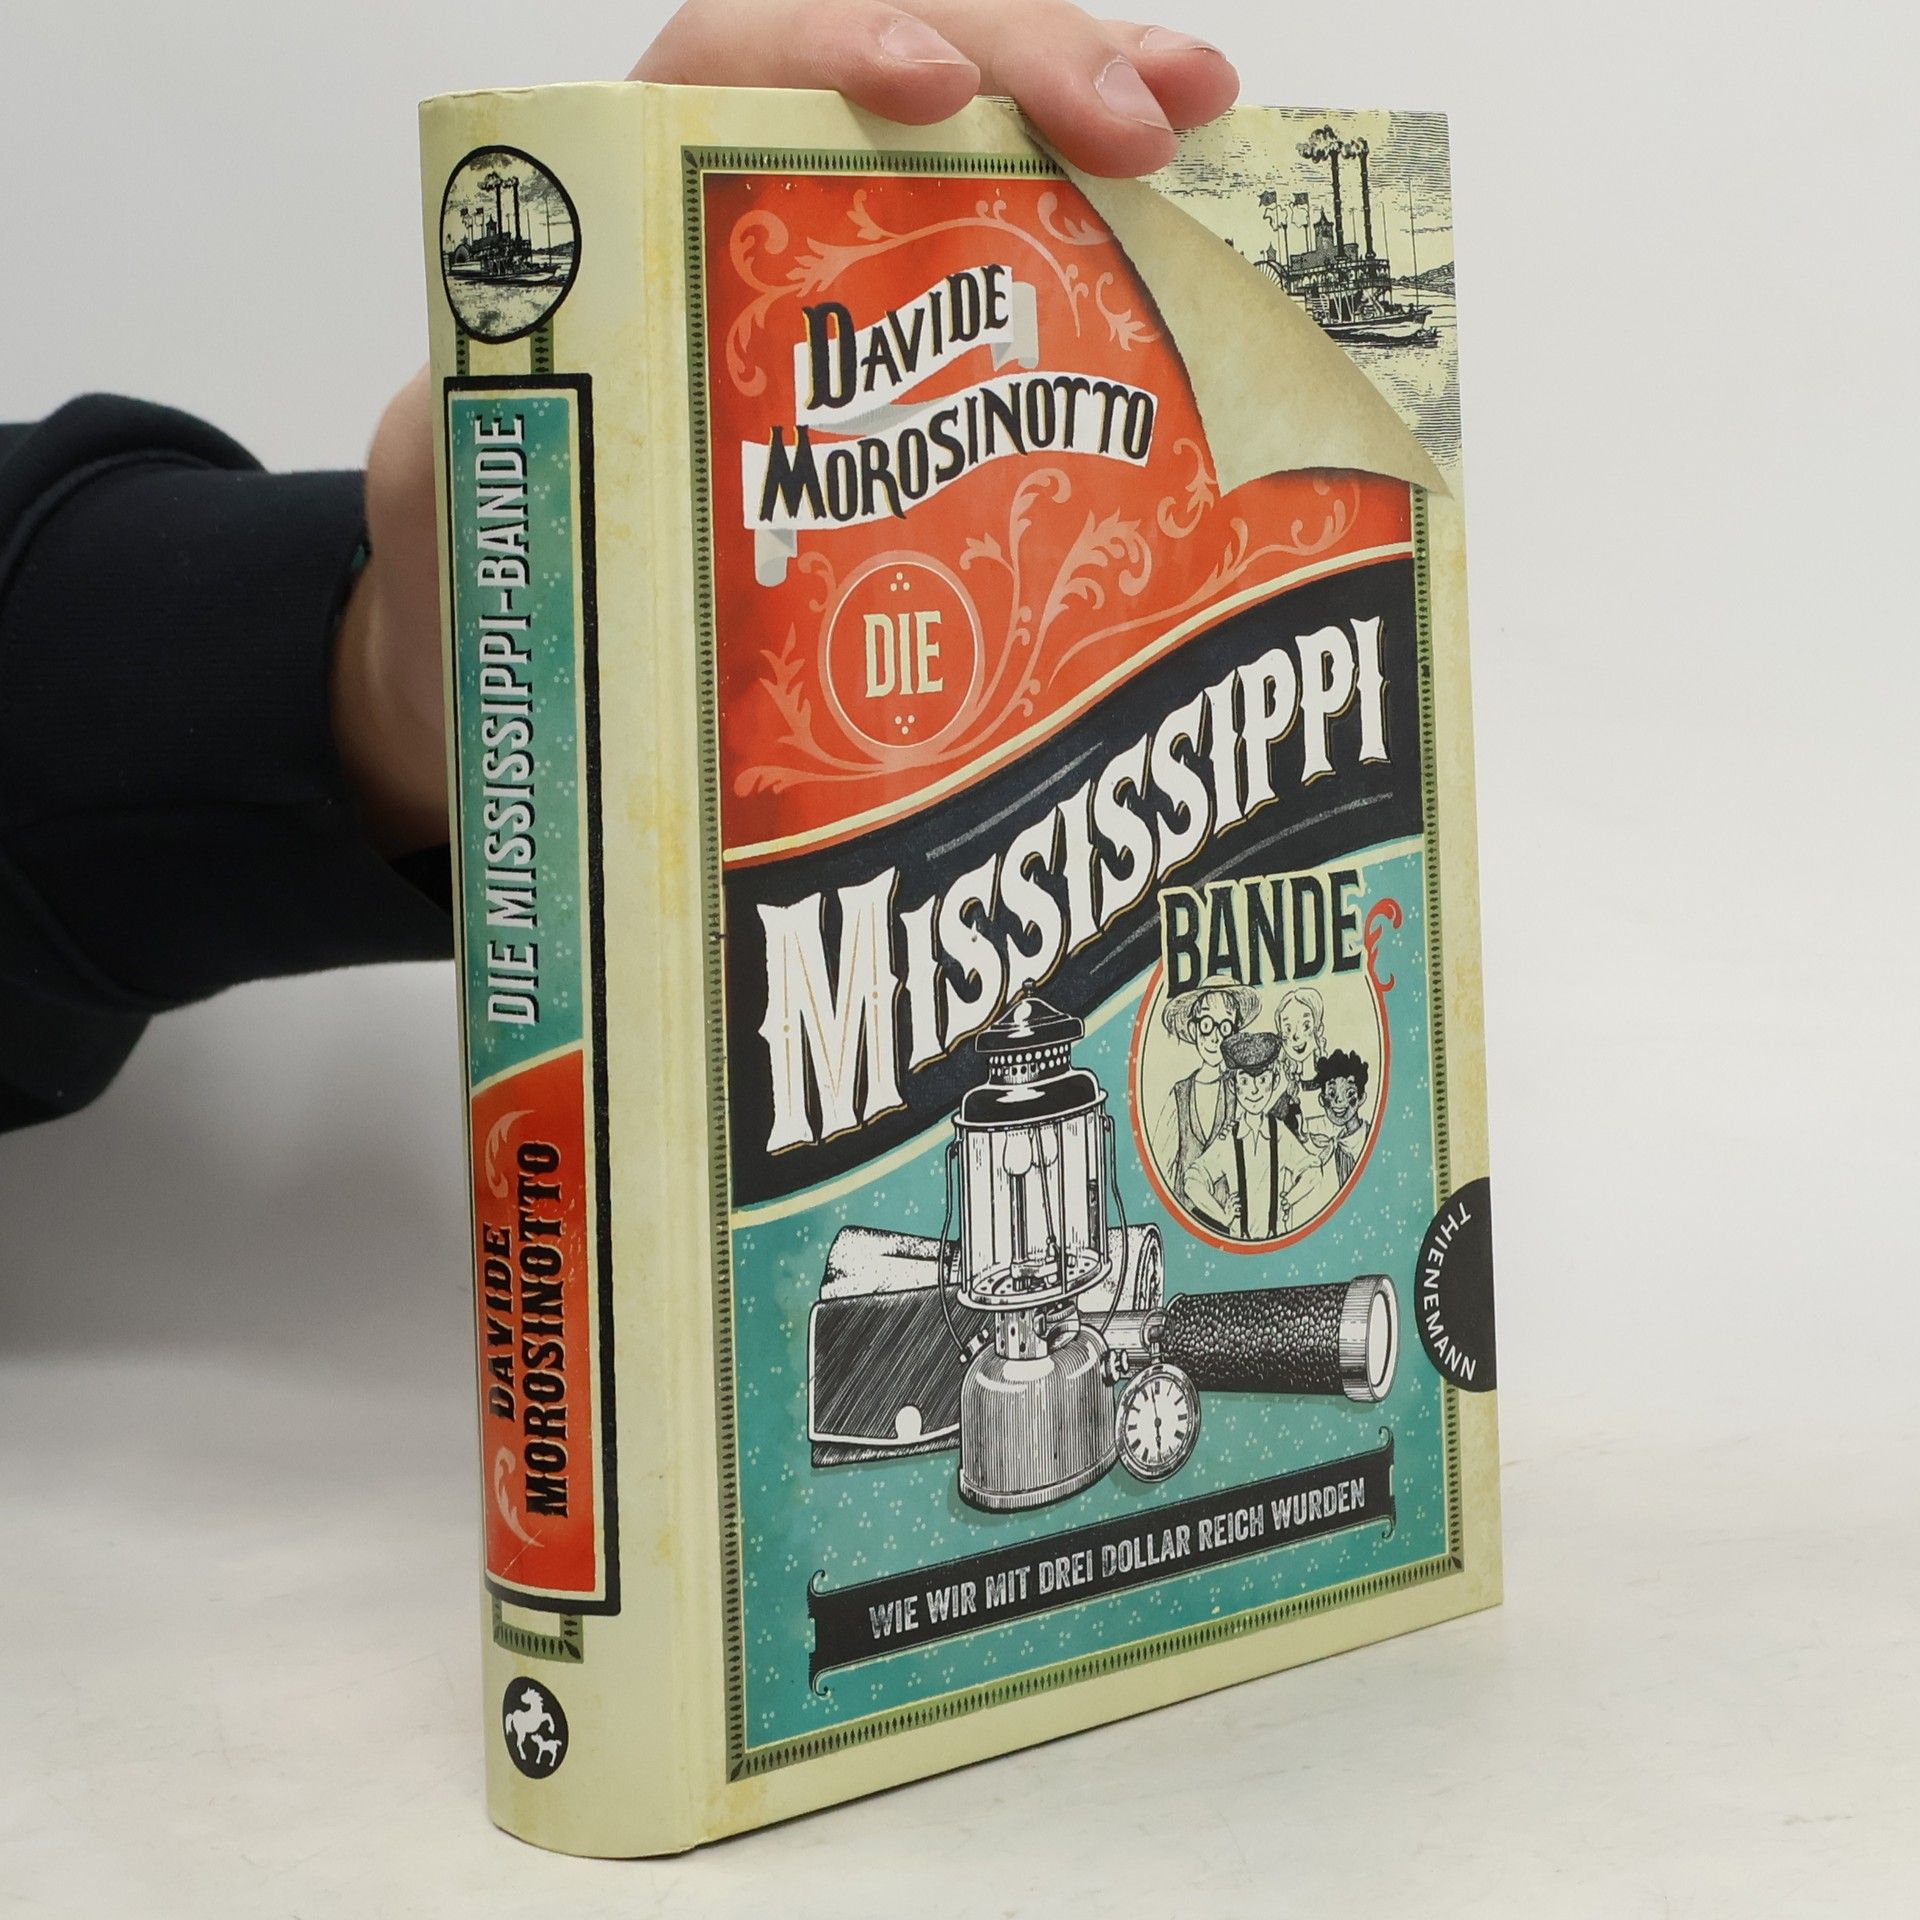 DIE MISSISSIPPI-BANDE
DAVIDE
MOROSINOTTO
DAVIDE
MOROSINOTTO
DIE
MISSISSIPPI
BANDE
THIENEMANN
WIE WIR MIT DREI DOLLAR REICH WURDEN